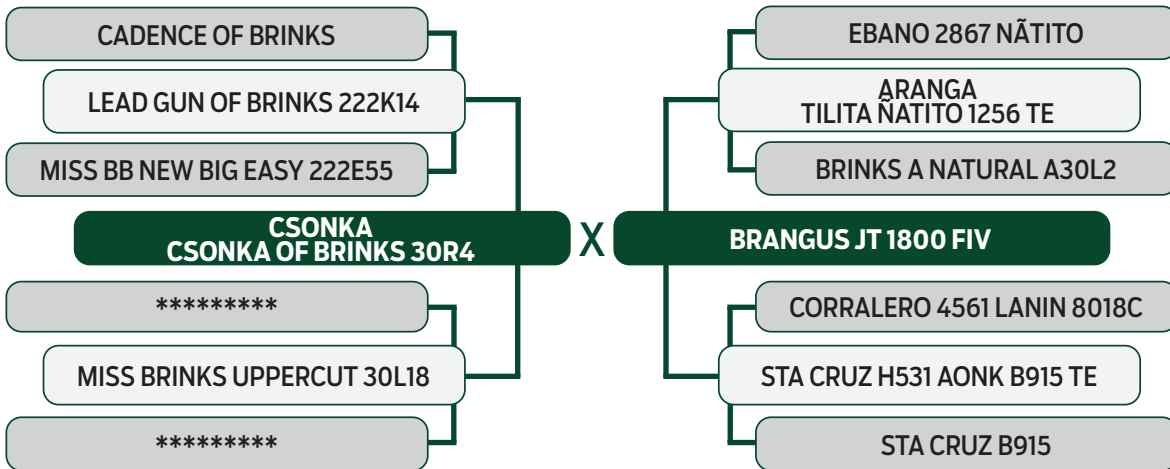 CADENCE OF BRINKS
LEAD GUN OF BRINKS 222K14
MISS BB NEW BIG EASY 222E55
CSONKA
CSONKA OF BRINKS 30R4
*********
MISS BRINKS UPPERCUT 30L18
*********
X
EBANO 2867 NÃTITO
ARANGA
TILITA ÑATITO 1256 TE
BRINKS A NATURAL A30L2
BRANGUS JT 1800 FIV
CORRALERO 4561 LANIN 8018C
STA CRUZ H531 AONK B915 TE
STA CRUZ B915